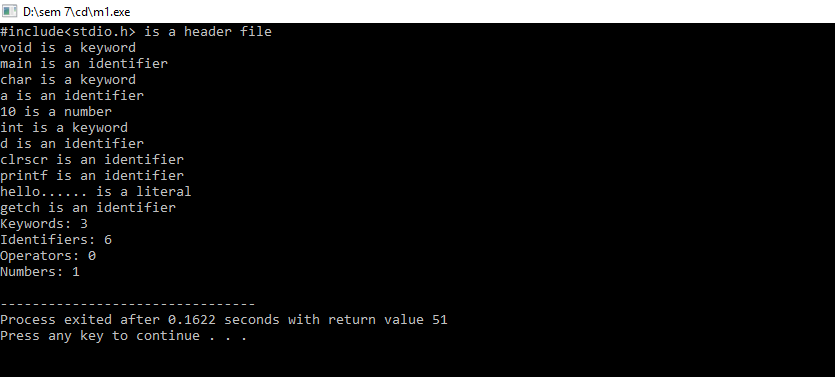 D:\sem 7\cd\m1.exe
#include<stdio.h> is a header file
void is a keyword
main is an identifier
char is a keyword
a is an identifier
10 is a number
int is a keyword
d is an identifier
clrscr is an identifier
printf is an identifier
hello...... is a literal
getch is an identifier
Keywords: 3
Identifiers: 6
Operators: 0
Numbers: 1
--------------------------------
Process exited after 0.1622 seconds with return value 51
Press any key to continue . . .